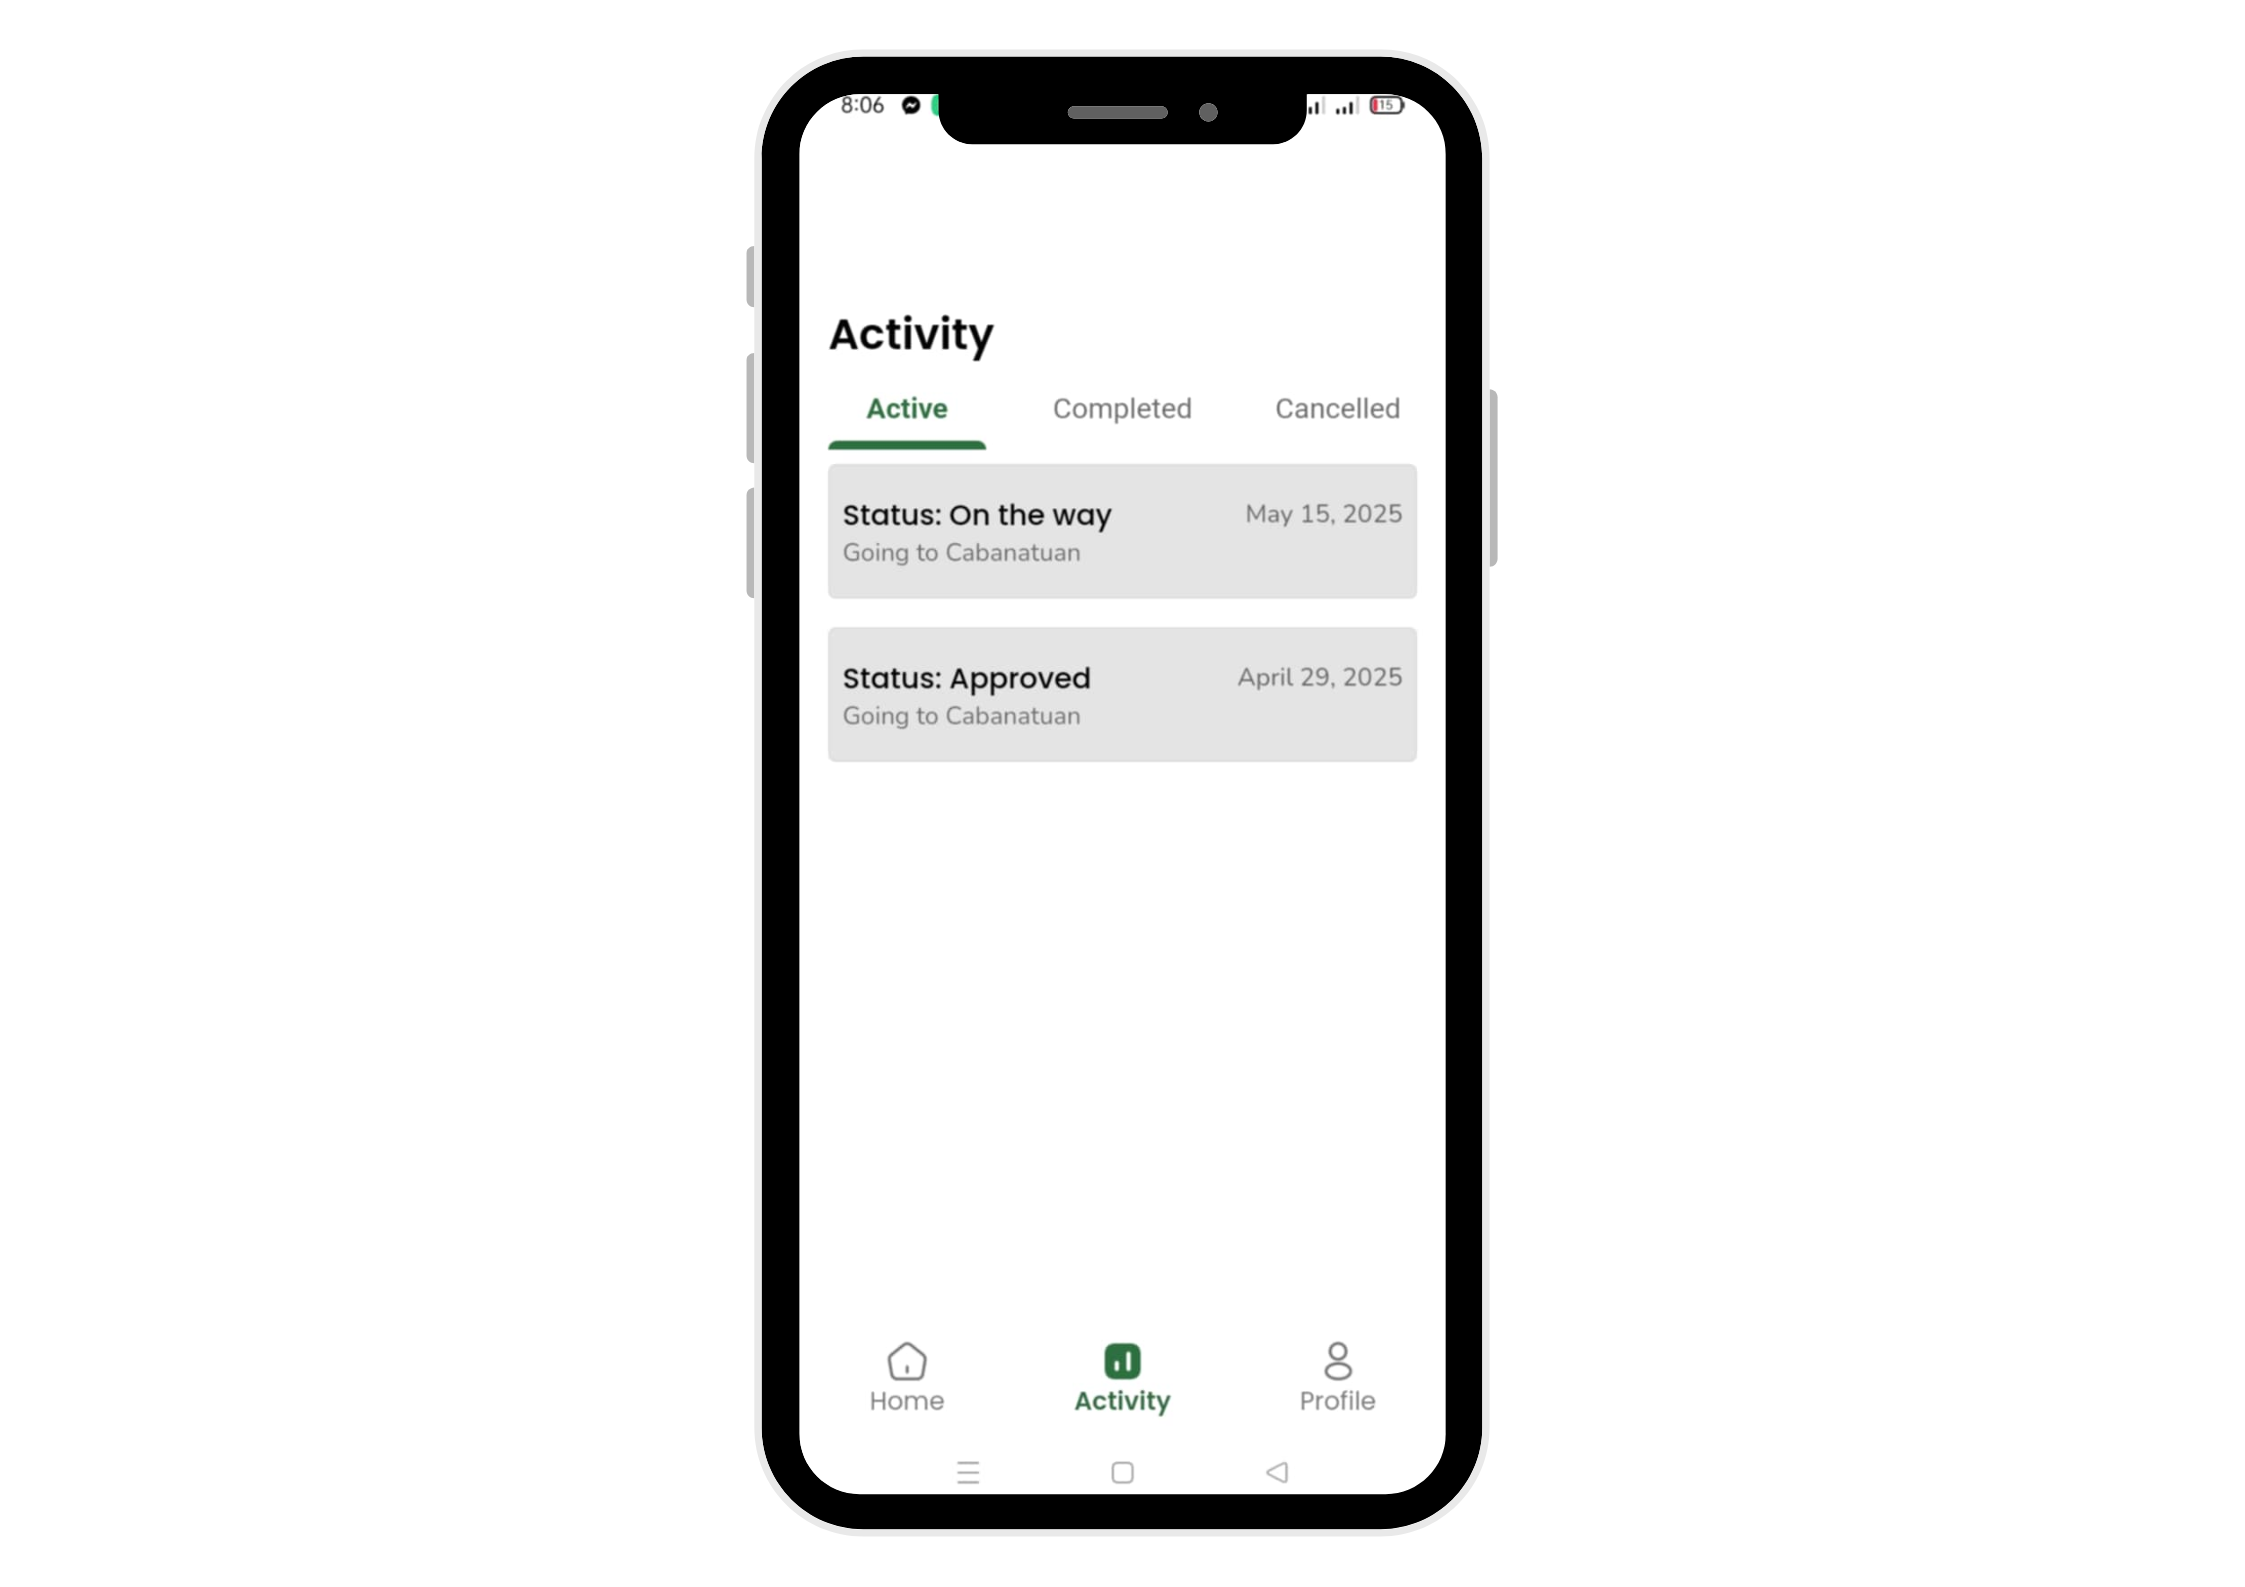 8:06
15
Activity
Active Completed Cancelled
Status: On the way May 15, 2025
Going to Cabanatuan
Status: Approved April 29, 2025
Going to Cabanatuan
Home Activity Profile